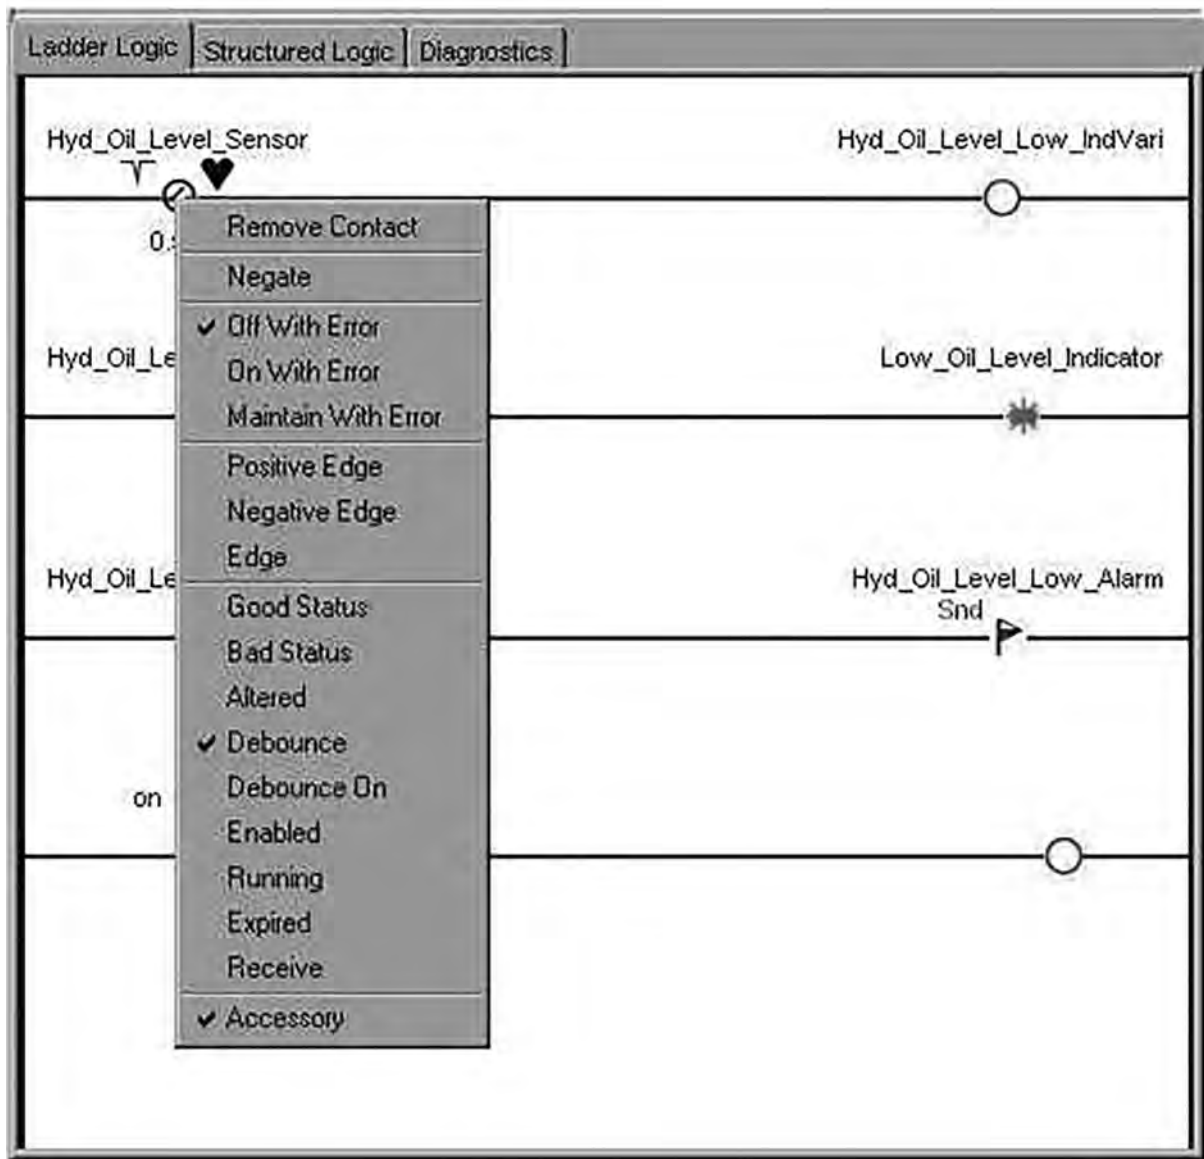 Ladder Logic Structured Logic Diagnostics
Hyd_Oil_Level_Sensor Hyd_Oil_Level_Low_IndVari
Remove Contact
0.
Negate
Off With Error
Hyd_Oil_Le Low_Oil_Level_Indicator
On With Error
Maintain With Error
Positive Edge
Negative Edge
Edge
Hyd_Oil_Le Hyd_Oil_Level_Low_Alarm
Good Status Snd
Bad Status
Altered
Debounce
Debounce On
on
Enabled
Running
Expired
Receive
Accessory